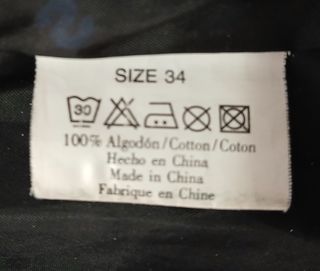 SIZE 34
30
100% Algodón/Cotton/Coton
Hecho en China
Made in China
Fabrique en Chine